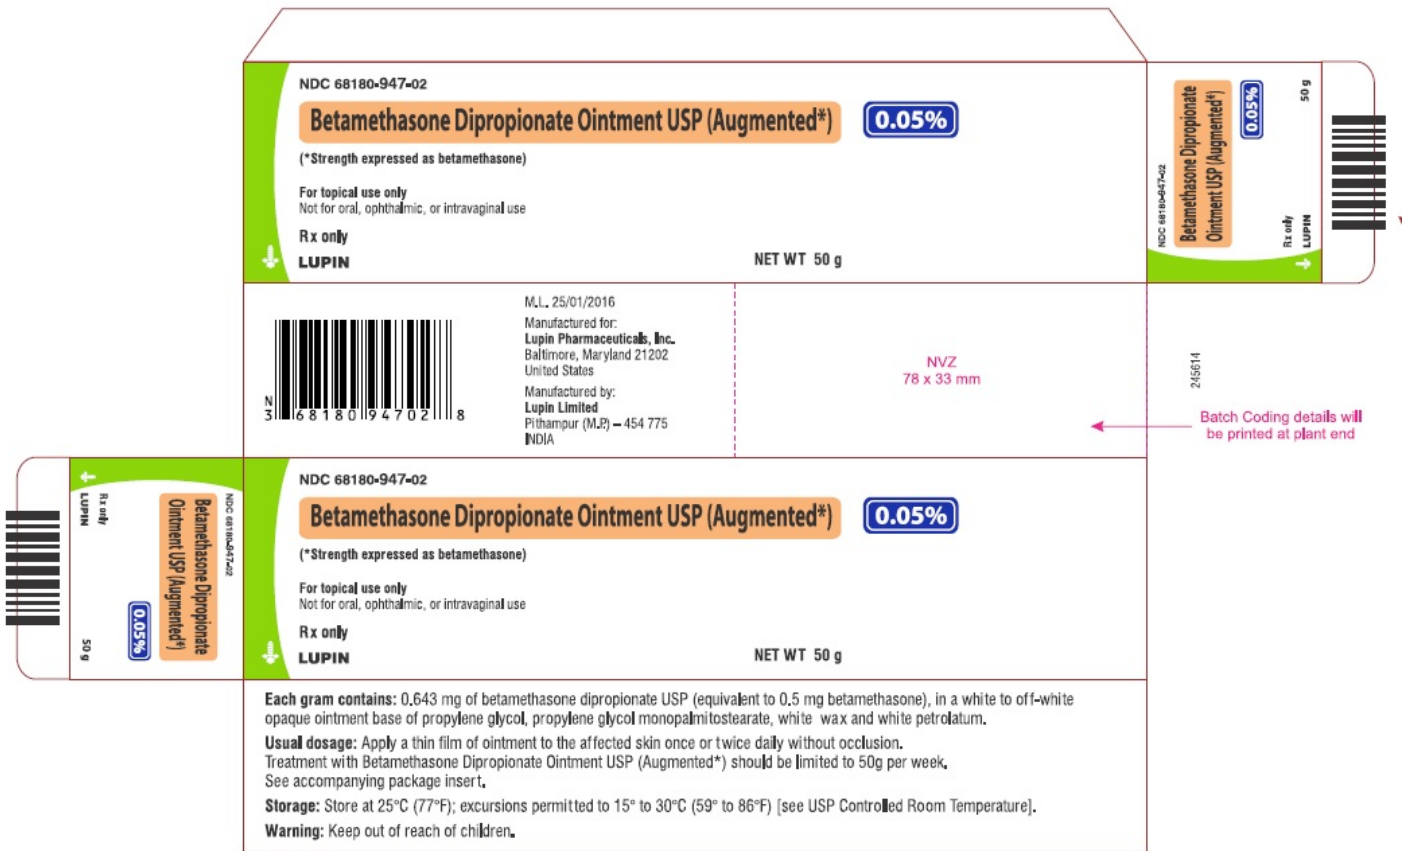 NDC 68180-947-02
Betamethasone Dipropionate Ointment USP (Augmented*)
0.05%
(*Strength expressed as betamethasone)
For topical use only
Not for oral, ophthalmic, or intravaginal use
Rx only
LUPIN
NET WT 50 g
NDC 68180-947-02
Betamethasone Dipropionate
Ointment USP (Augmented*)
0.05%
50 g
Rx only
LUPIN
N
3 68180 94702 8
M.L. 25/01/2016
Manufactured for:
Lupin Pharmaceuticals, Inc.
Baltimore, Maryland 21202
United States
Manufactured by:
Lupin Limited
Pithampur (M.P.) – 454 775
INDIA
NVZ
78 x 33 mm
245614
Batch Coding details will
be printed at plant end
NDC 68180-947-02
Betamethasone Dipropionate
Ointment USP (Augmented*)
0.05%
Rx only
LUPIN
50 g
NDC 68180-947-02
Betamethasone Dipropionate Ointment USP (Augmented*)
0.05%
(*Strength expressed as betamethasone)
For topical use only
Not for oral, ophthalmic, or intravaginal use
Rx only
LUPIN
NET WT 50 g
Each gram contains: 0.643 mg of betamethasone dipropionate USP (equivalent to 0.5 mg betamethasone), in a white to off-white
opaque ointment base of propylene glycol, propylene glycol monopalmitostearate, white wax and white petrolatum.
Usual dosage: Apply a thin film of ointment to the affected skin once or twice daily without occlusion.
Treatment with Betamethasone Dipropionate Ointment USP (Augmented*) should be limited to 50g per week.
See accompanying package insert.
Storage: Store at 25°C (77°F); excursions permitted to 15° to 30°C (59° to 86°F) [see USP Controlled Room Temperature].
Warning: Keep out of reach of children.